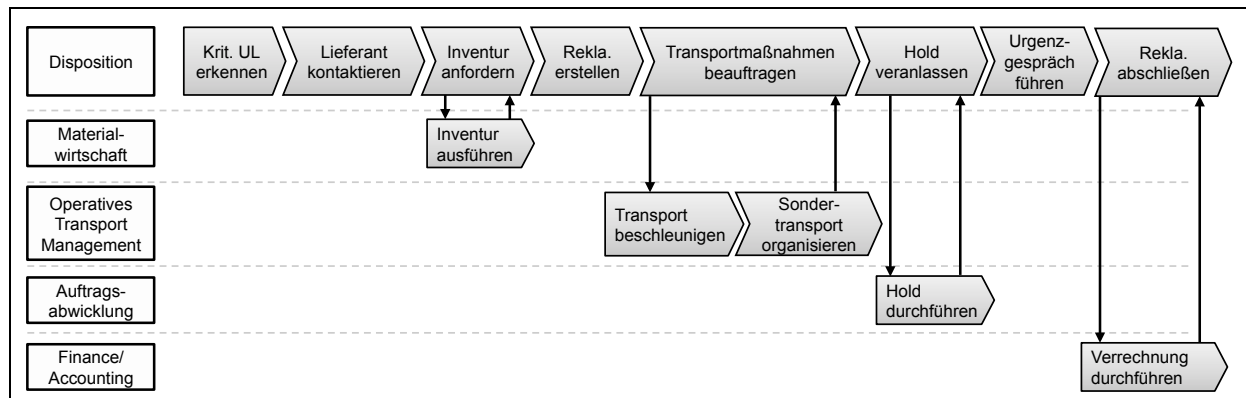 Disposition
Krit. UL
erkennen
Lieferant
kontaktieren
Inventur
anfordern
Rekla.
erstellen
Transportmaßnahmen
beauftragen
Hold
veranlassen
Urgenz-
gespräch
führen
Rekla.
abschließen
Material-
wirtschaft
Inventur
ausführen
Operatives
Transport
Management
Transport
beschleunigen
Sonder-
transport
organisieren
Auftrags-
abwicklung
Hold
durchführen
Finance/
Accounting
Verrechnung
durchführen